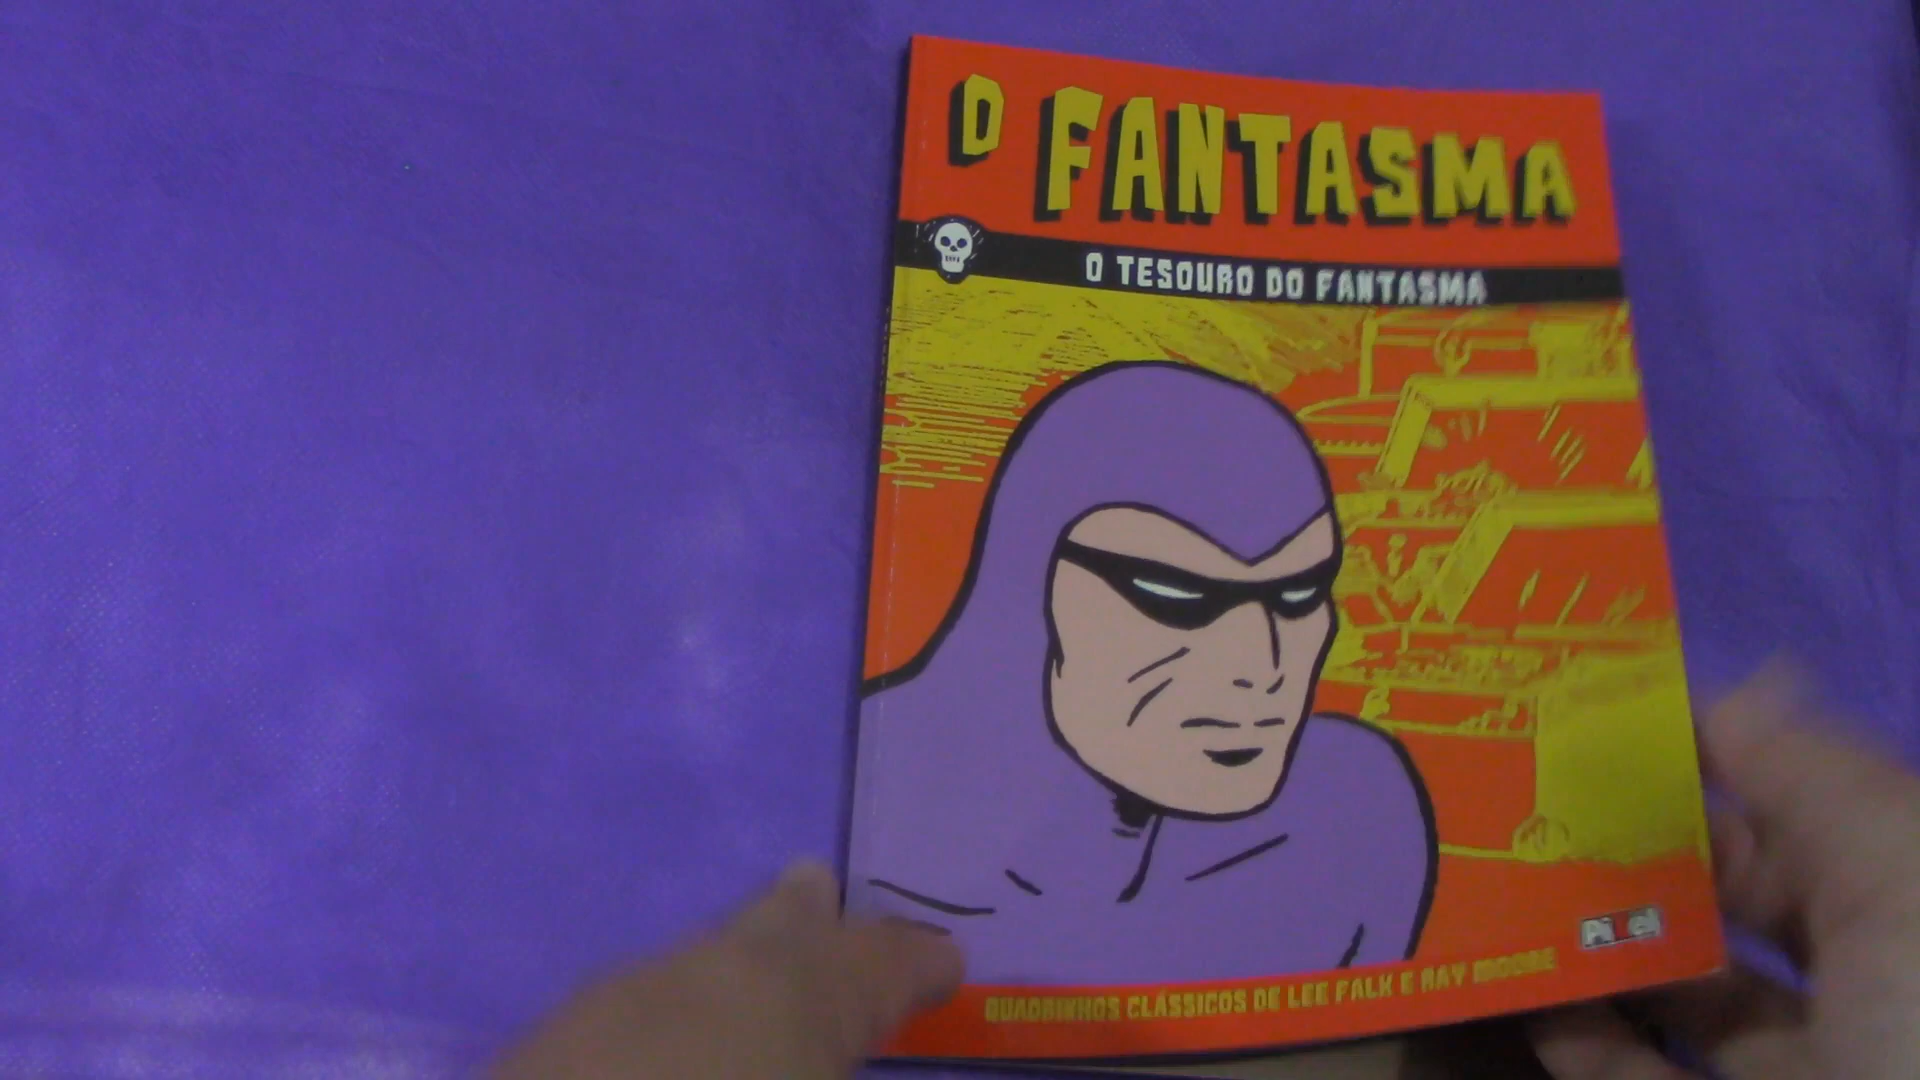 O FANTASMA
O TESOURO DO FANTASMA
Pixel
QUADRINHOS CLÁSSICOS DE LEE FALK E RAY MOORE